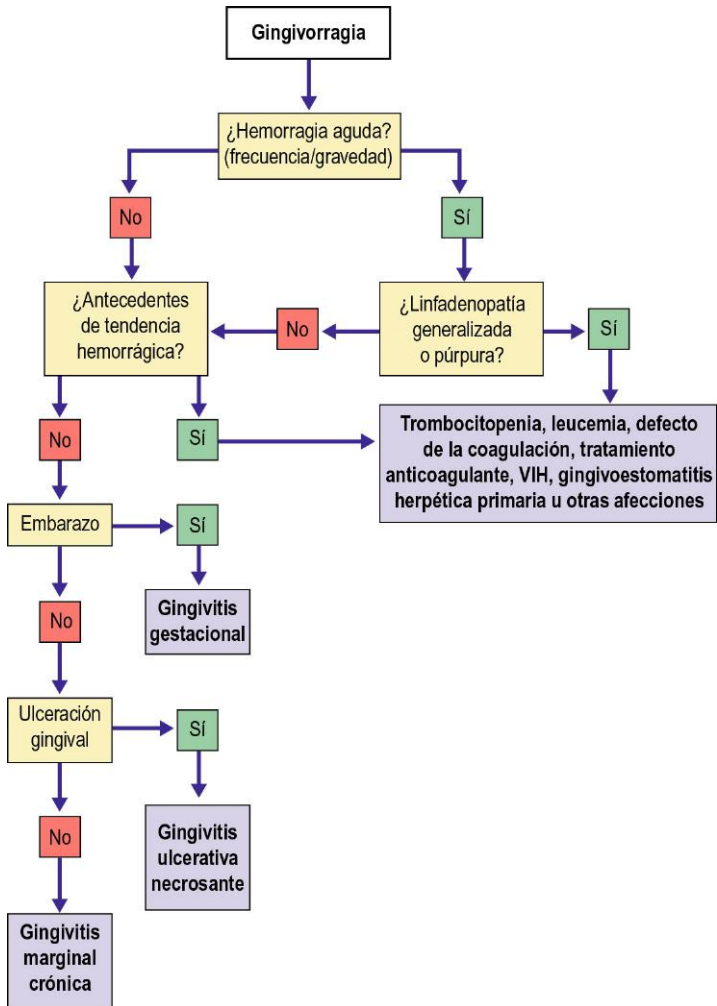 Gingivorragia
¿Hemorragia aguda?
(frecuencia/gravedad)
No
Sí
¿Antecedentes
de tendencia
hemorrágica?
No
¿Linfadenopatía
generalizada
o púrpura?
Sí
No
Sí
Trombocitopenia, leucemia, defecto
de la coagulación, tratamiento
anticoagulante, VIH, gingivoestomatitis
herpética primaria u otras afecciones
Embarazo
Sí
No
Gingivitis
gestacional
Ulceración
gingival
Sí
No
Gingivitis
ulcerativa
necrosante
Gingivitis
marginal
crónica